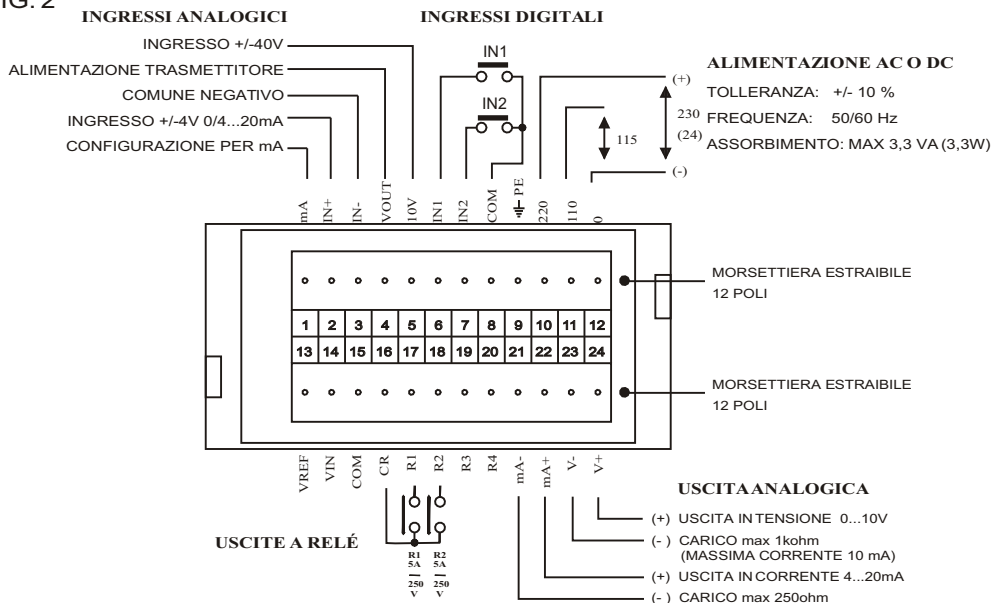 FIG. 2
INGRESSI ANALOGICI
INGRESSI DIGITALI
INGRESSO +/-40V
ALIMENTAZIONE TRASMETTITORE
COMUNE NEGATIVO
INGRESSO +/-4V 0/4...20mA
CONFIGURAZIONE PER mA
IN1
IN2
(+)
230
(24)
115
(-)
ALIMENTAZIONE AC O DC
TOLLERANZA: +/- 10 %
FREQUENZA: 50/60 Hz
ASSORBIMENTO: MAX 3,3 VA (3,3W)
mA IN+ IN- VOUT 10V IN1 IN2 COM PE 220 110 0
MORSETTIERA ESTRAIBILE
12 POLI
1 2 3 4 5 6 7 8 9 10 11 12
13 14 15 16 17 18 19 20 21 22 23 24
MORSETTIERA ESTRAIBILE
12 POLI
VREF VIN COM CR R1 R2 R3 R4 mA- mA+ V- V+
USCITE A RELÉ
R1 R2
5A 5A
250 250
V V
USCITA ANALOGICA
(+) USCITA IN TENSIONE 0...10V
(-) CARICO max 1kohm
(MASSIMA CORRENTE 10 mA)
(+) USCITA IN CORRENTE 4...20mA
(-) CARICO max 250ohm